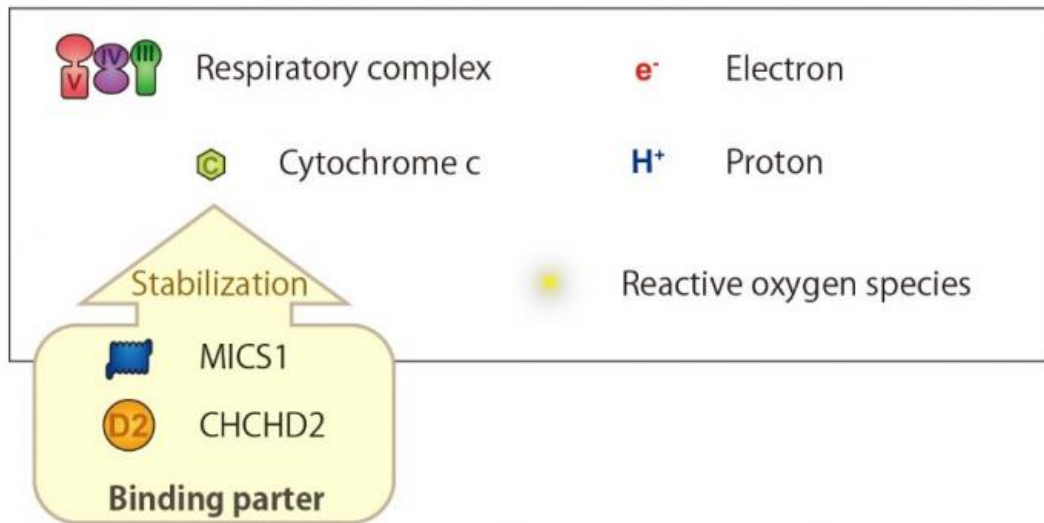 V IV III Respiratory complex e⁻ Electron
C Cytochrome c H⁺ Proton
Stabilization Reactive oxygen species
MICS1
D2 CHCHD2
Binding parter